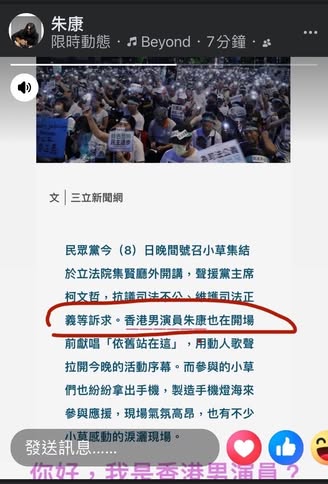 朱康
限時動態・Beyond・7分鐘・
文｜三立新聞網
民眾黨今（8）日晚間號召小草集結
於立法院集賢廳外開講，聲援黨主席
柯文哲，抗議司法不公、維護司法正
義等訴求。香港男演員朱康也在開場
前獻唱「依舊站在這」，用動人歌聲
拉開今晚的活動序幕。而參與的小草
們也紛紛拿出手機，製造手機燈海來
參與應援，現場氣氛高昂，也有不少
小草感動的淚灑現場。
發送訊息......
你好，我是香港男演員？